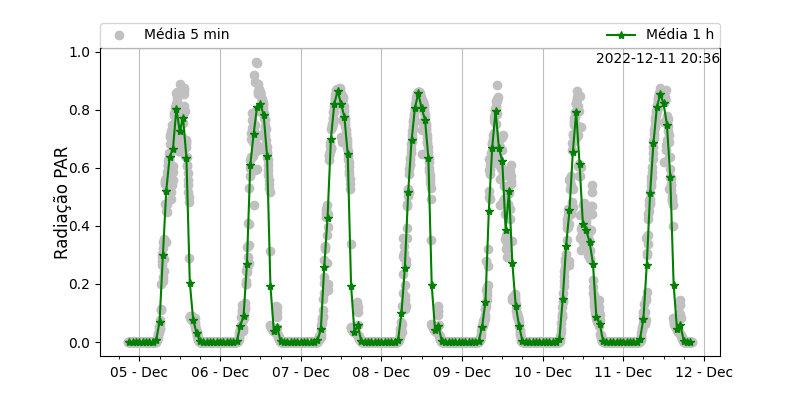 Média 5 min
Média 1 h
2022-12-11 20:36
Radiação PAR
1.0
0.8
0.6
0.4
0.2
0.0
05 - Dec
06 - Dec
07 - Dec
08 - Dec
09 - Dec
10 - Dec
11 - Dec
12 - Dec